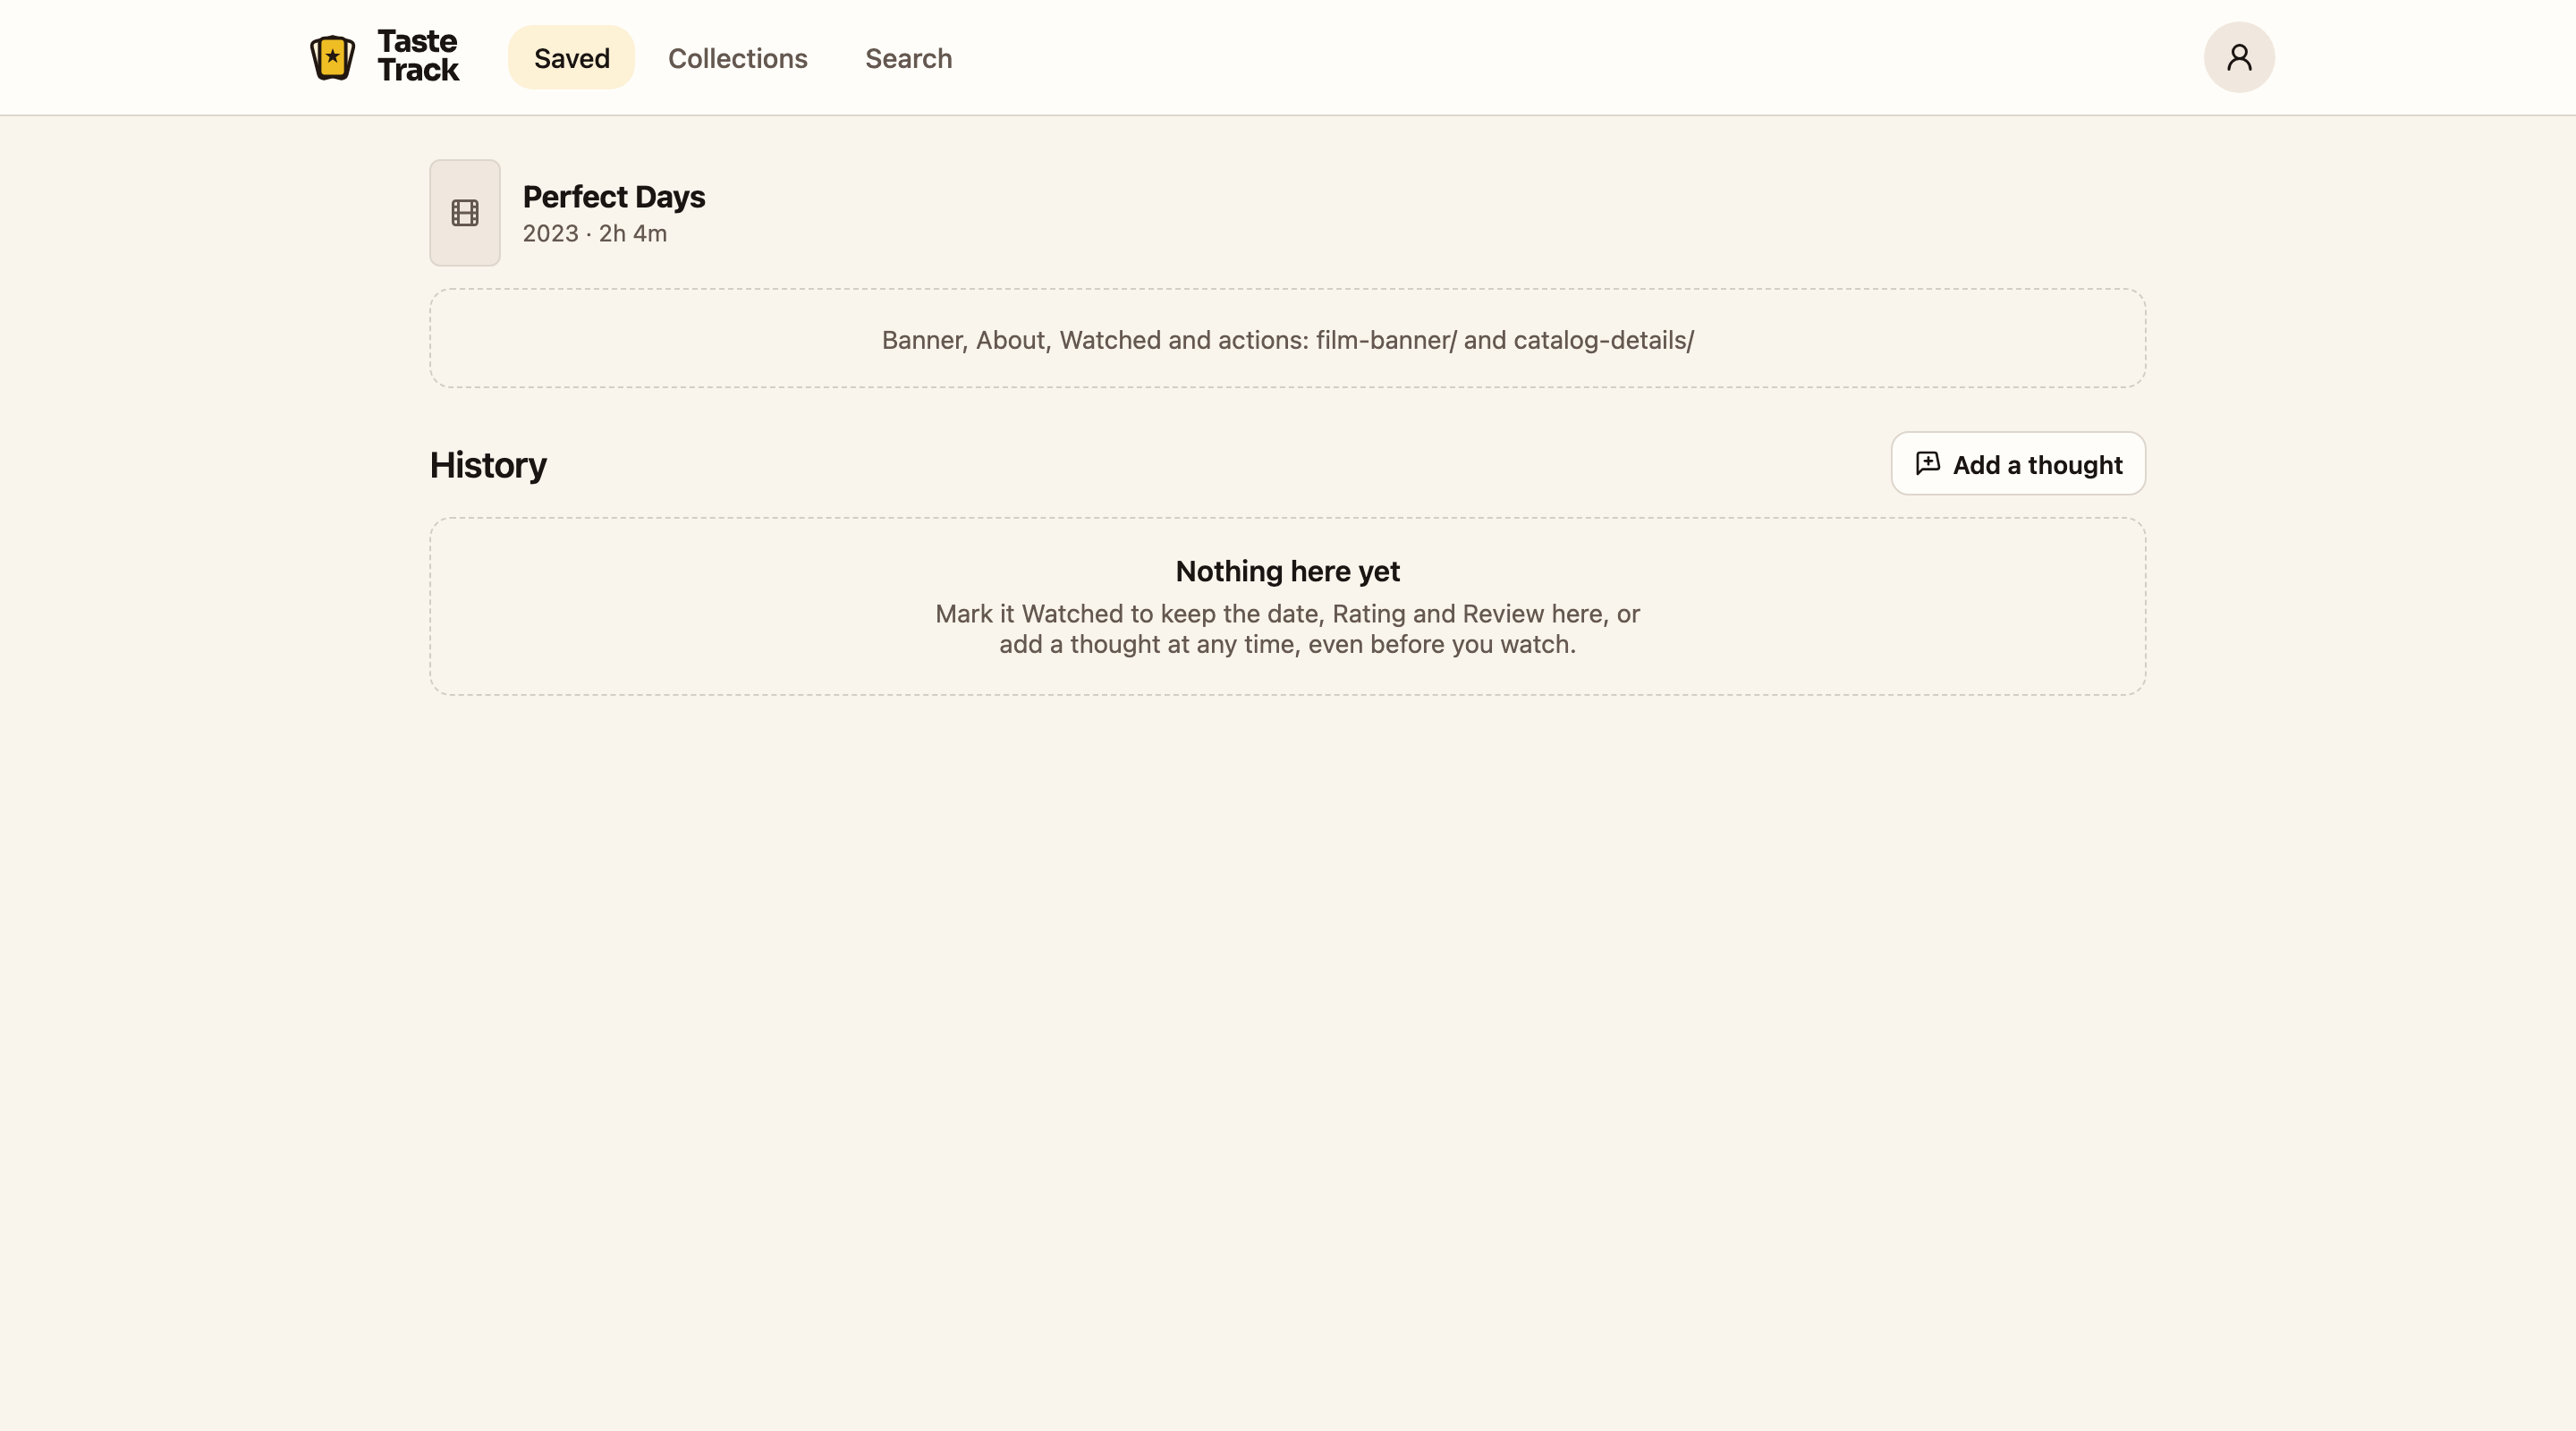 Taste
Track
Saved
Collections
Search
Perfect Days
2023 · 2h 4m
Banner, About, Watched and actions: film-banner/ and catalog-details/
History
Add a thought
Nothing here yet
Mark it Watched to keep the date, Rating and Review here, or
add a thought at any time, even before you watch.